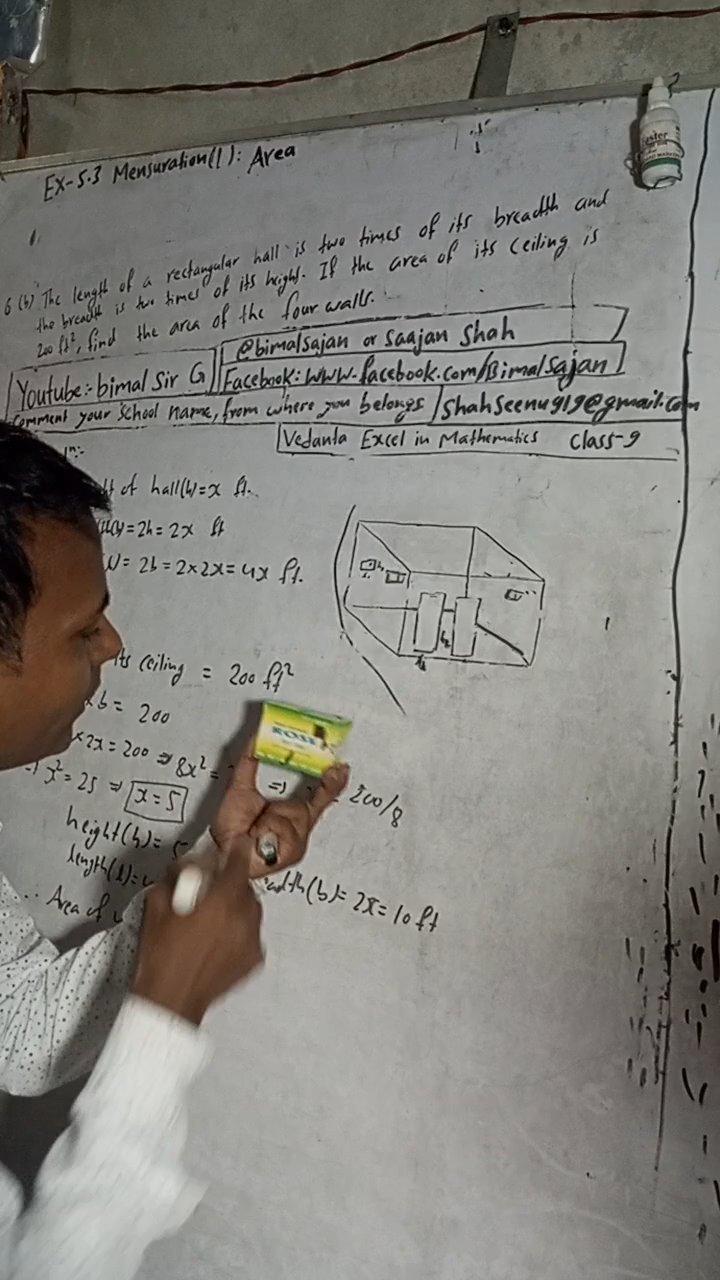 Ex-5.3 Mensuration(I): Area
6(b) The length of a rectangular hall is two times of its breadth and
the breadth is two times of its height. If the area of its ceiling is
200 ft², find the area of the four walls.
@bimalsajan or Saajan Shah
Youtube:- bimal Sir G
Facebook: www.facebook.com/Bimalsajan
Comment your School name, from where you belongs
shahseenu919@gmail.com
Vedanta Excel in Mathematics Class-9
of hall(h)=x ft.
=2h=2x ft
=2b=2×2x=4x ft.
its ceiling = 200 ft²
×b= 200
×2x=200 ⇒ 8x²= ⇒ 200/8
⇒ x²=25 ⇒ x=5
height(h)=5
length(l)=4
(b)=2x=10 ft
∴ Area of
ROSE